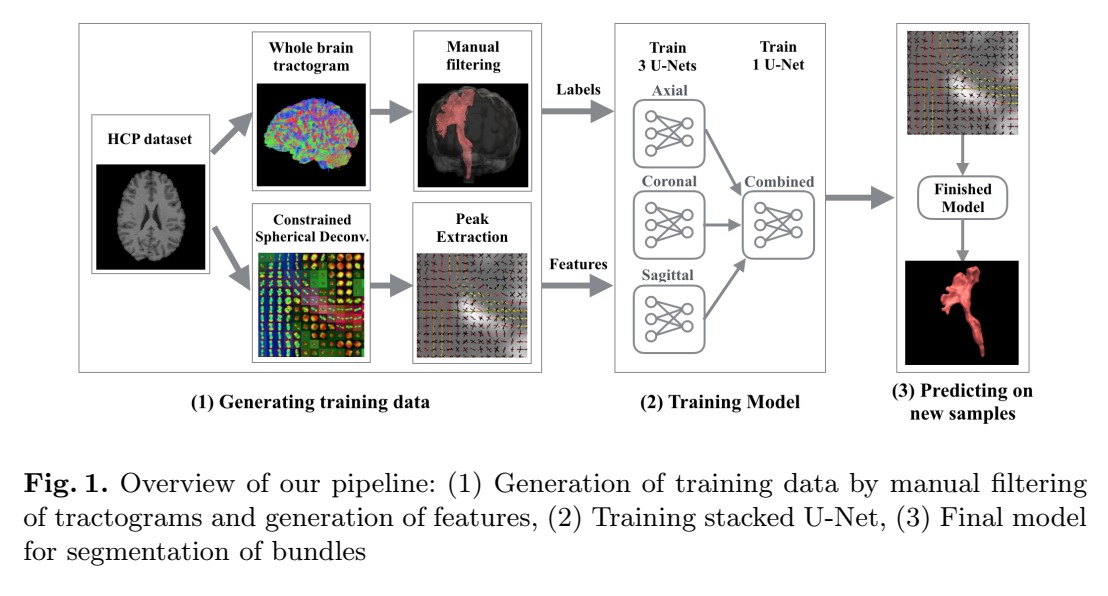 HCP dataset
Whole brain
tractogram
Manual
filtering
Constrained
Spherical Deconv.
Peak
Extraction
Labels
Features
Train
3 U-Nets
Train
1 U-Net
Axial
Coronal
Sagittal
Combined
Finished
Model
(1) Generating training data
(2) Training Model
(3) Predicting on
new samples
Fig. 1. Overview of our pipeline: (1) Generation of training data by manual filtering
of tractograms and generation of features, (2) Training stacked U-Net, (3) Final model
for segmentation of bundles